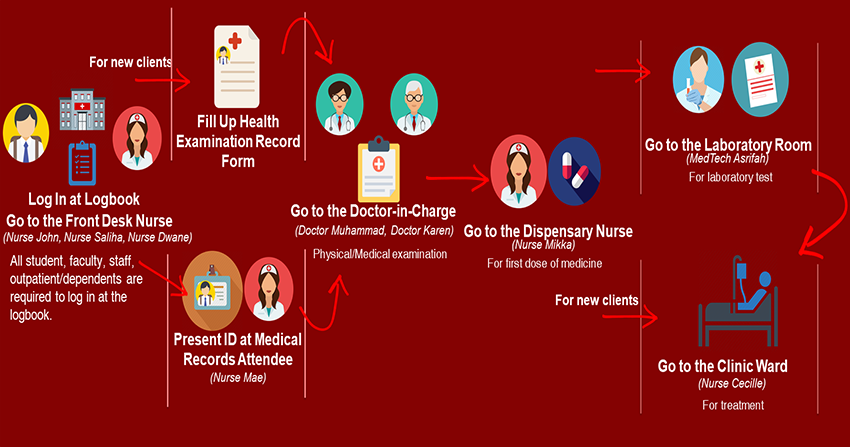 For new clients
Fill Up Health
Examination Record
Form
Log In at Logbook
Go to the Front Desk Nurse
(Nurse John, Nurse Saliha, Nurse Dwane)
All student, faculty, staff,
outpatient/dependents are
required to log in at the
logbook.
Present ID at Medical
Records Attendee
(Nurse Mae)
Go to the Doctor-in-Charge
(Doctor Muhammad, Doctor Karen)
Physical/Medical examination
Go to the Dispensary Nurse
(Nurse Mikka)
For first dose of medicine
Go to the Laboratory Room
(MedTech Asrifah)
For laboratory test
For new clients
Go to the Clinic Ward
(Nurse Cecille)
For treatment